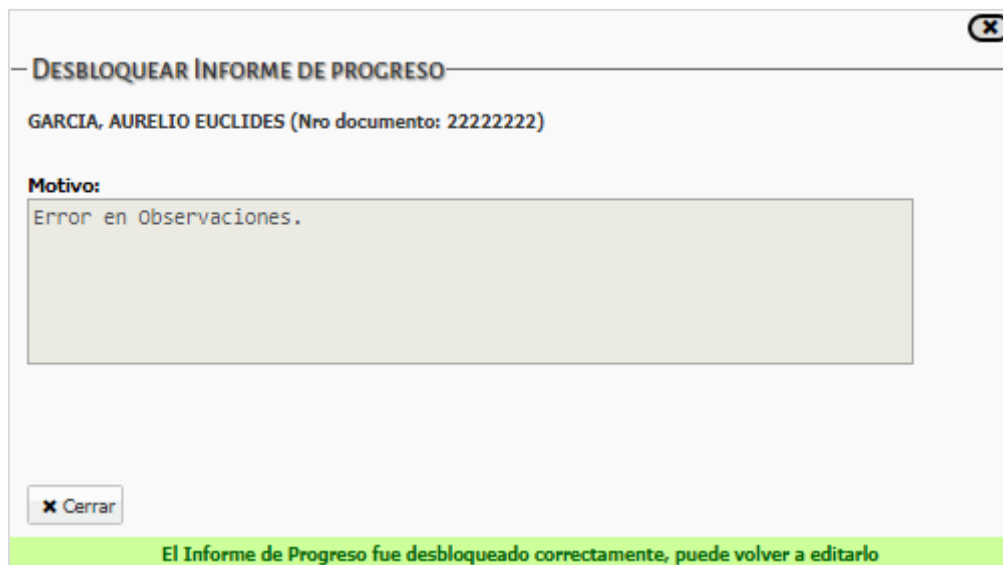 DESBLOQUEAR INFORME DE PROGRESO
GARCIA, AURELIO EUCLIDES (Nro documento: 22222222)
Motivo:
Error en Observaciones.
Cerrar
El Informe de Progreso fue desbloqueado correctamente, puede volver a editarlo